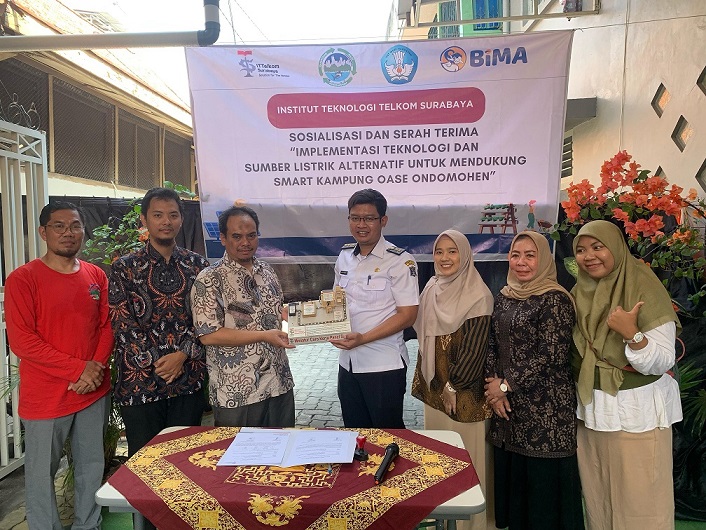 ITTelkom
Surabaya
BIMA
INSTITUT TEKNOLOGI TELKOM SURABAYA
SOSIALISASI DAN SERAH TERIMA
"IMPLEMENTASI TEKNOLOGI DAN
SUMBER LISTRIK ALTERNATIF UNTUK MENDUKUNG
SMART KAMPUNG OASE ONDOMOHEN"